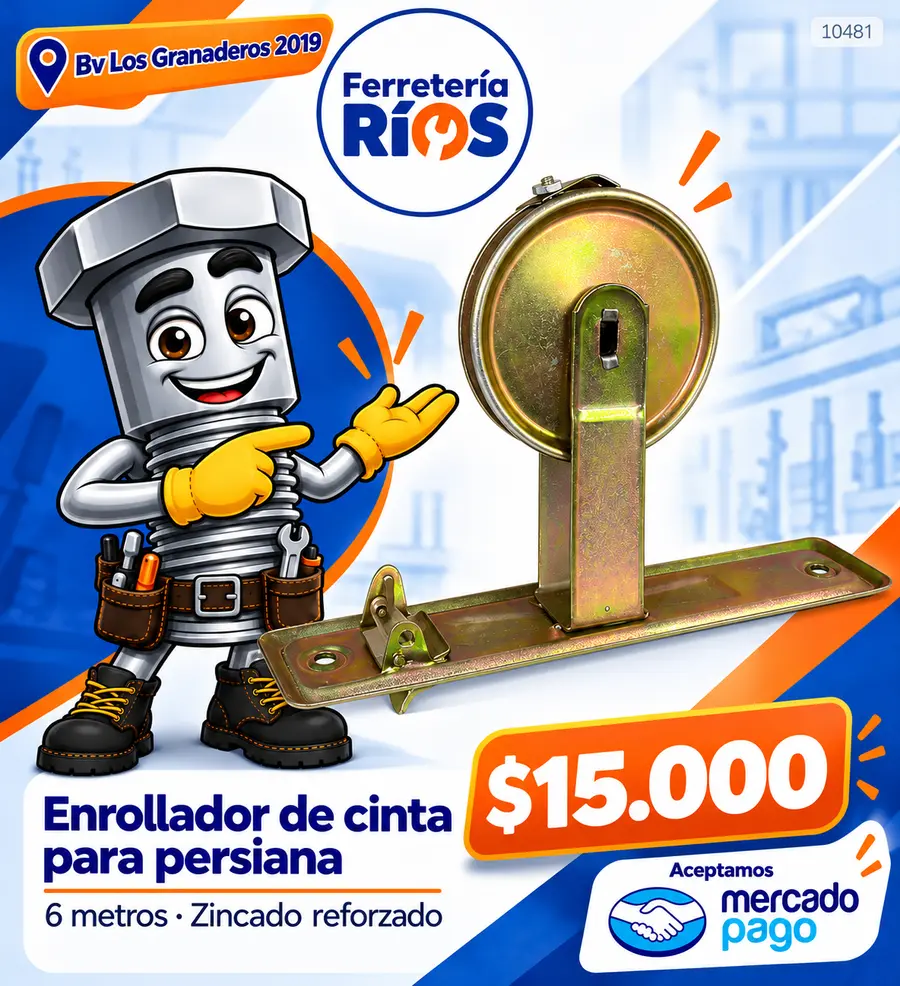 Bv Los Granaderos 2019
Ferretería
RÍOS
10481
$15.000
Enrollador de cinta
para persiana
6 metros · Zincado reforzado
Aceptamos
mercado
pago